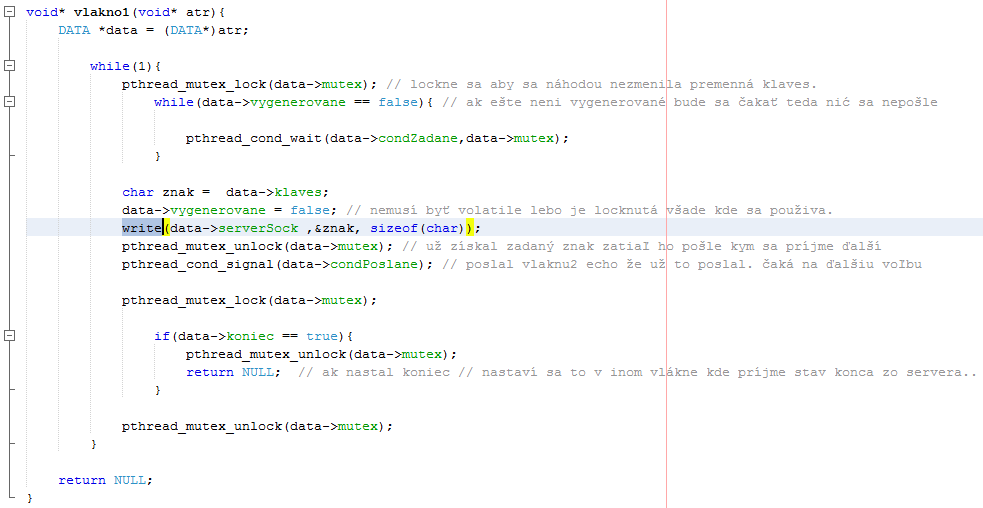 void* vlakno1(void* atr){
DATA *data = (DATA*)atr;
while(1){
pthread_mutex_lock(data->mutex); // lockne sa aby sa náhodou nezmenila premenná klaves.
while(data->vygenerovane == false){ // ak ešte neni vygenerované bude sa čakať teda nić sa nepošle
pthread_cond_wait(data->condZadane,data->mutex);
}
char znak =  data->klaves;
data->vygenerovane = false; // nemusí byť volatile lebo je locknutá všade kde sa použiva.
write(data->serverSock ,&znak, sizeof(char));
pthread_mutex_unlock(data->mutex); // už získal zadaný znak zatiaľ ho pošle kym sa príjme ďalší
pthread_cond_signal(data->condPoslane); // poslal vlaknu2 echo že už to poslal. čaká na ďalšiu voľbu
pthread_mutex_lock(data->mutex);
if(data->koniec == true){
pthread_mutex_unlock(data->mutex);
return NULL;  // ak nastal koniec // nastaví sa to v inom vlákne kde príjme stav konca zo servera..
}
pthread_mutex_unlock(data->mutex);
}
return NULL;
}